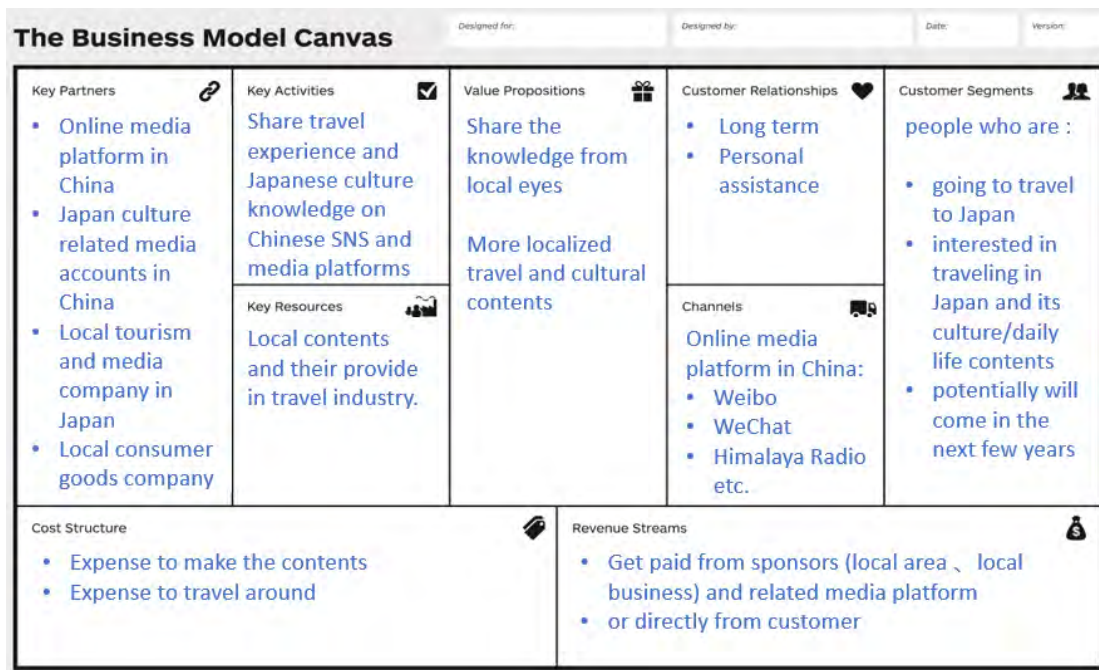 The Business Model Canvas
Designed for:
Designed by:
Date:
Version:
Key Partners
• Online media
platform in
China
• Japan culture
related media
accounts in
China
• Local tourism
and media
company in
Japan
• Local consumer
goods company
Key Activities
Share travel
experience and
Japanese culture
knowledge on
Chinese SNS and
media platforms
Key Resources
Local contents
and their provide
in travel industry.
Value Propositions
Share the
knowledge from
local eyes
More localized
travel and cultural
contents
Customer Relationships
• Long term
• Personal
assistance
Channels
Online media
platform in China:
• Weibo
• WeChat
• Himalaya Radio
etc.
Customer Segments
people who are :
• going to travel
to Japan
• interested in
traveling in
Japan and its
culture/daily
life contents
• potentially will
come in the
next few years
Cost Structure
• Expense to make the contents
• Expense to travel around
Revenue Streams
• Get paid from sponsors (local area 、 local
business) and related media platform
• or directly from customer